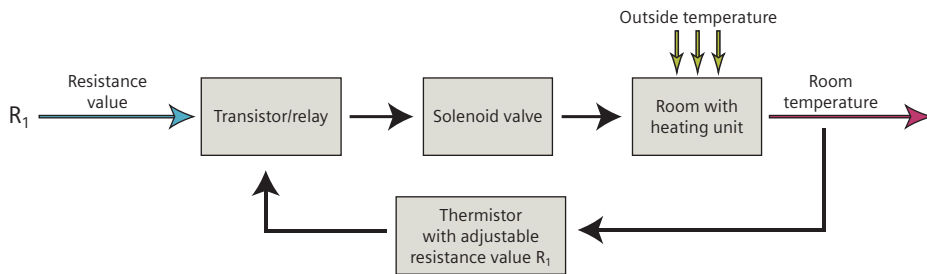 Outside temperature
Resistance
value
R₁
Transistor/relay
Solenoid valve
Room with
heating unit
Room
temperature
Thermistor
with adjustable
resistance value R₁